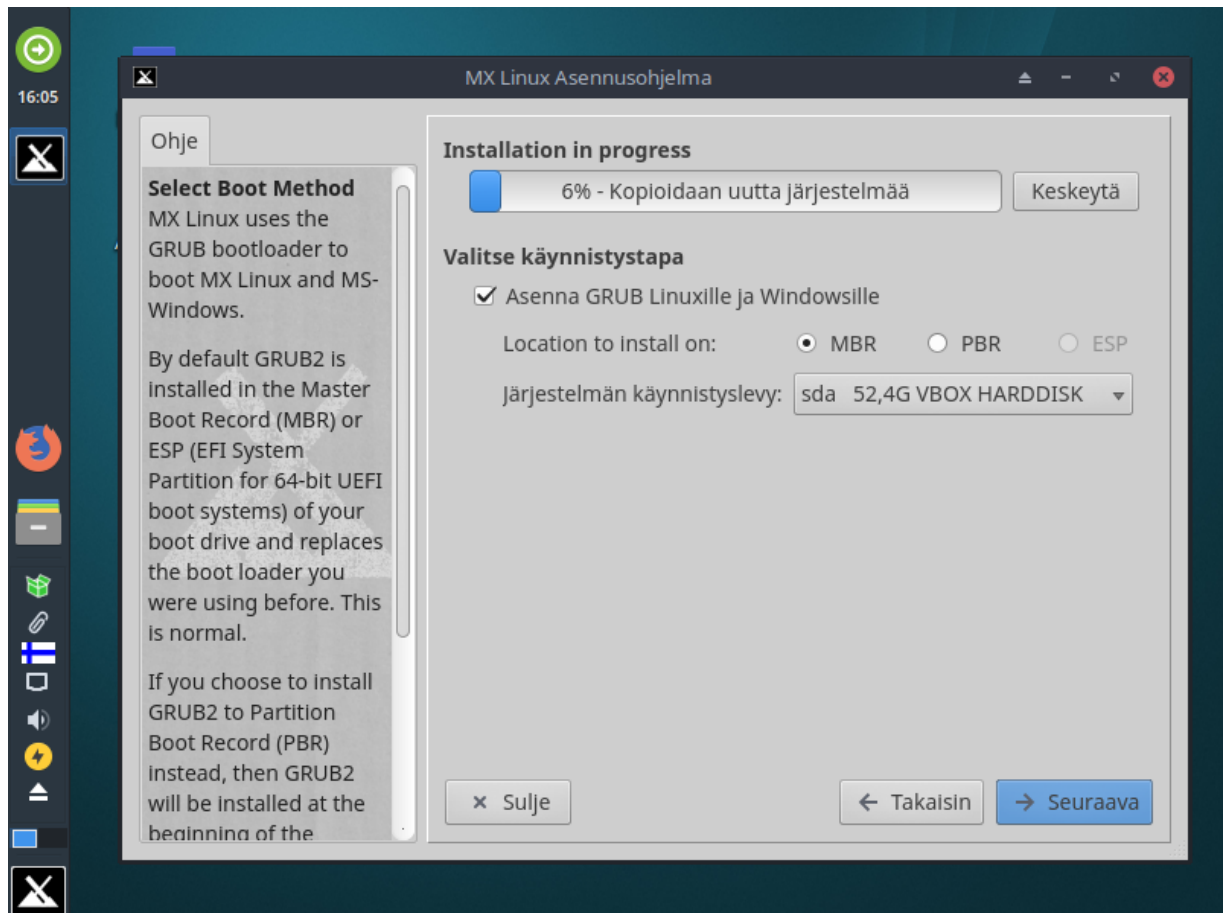 16:05
MX Linux Asennusohjelma
Ohje
Select Boot Method
MX Linux uses the
GRUB bootloader to
boot MX Linux and MS-
Windows.
By default GRUB2 is
installed in the Master
Boot Record (MBR) or
ESP (EFI System
Partition for 64-bit UEFI
boot systems) of your
boot drive and replaces
the boot loader you
were using before. This
is normal.
If you choose to install
GRUB2 to Partition
Boot Record (PBR)
instead, then GRUB2
will be installed at the
beginning of the
Installation in progress
6% - Kopioidaan uutta järjestelmää
Keskeytä
Valitse käynnistystapa
Asenna GRUB Linuxille ja Windowsille
Location to install on: MBR PBR ESP
Järjestelmän käynnistyslevy: sda 52,4G VBOX HARDDISK
Sulje Takaisin Seuraava